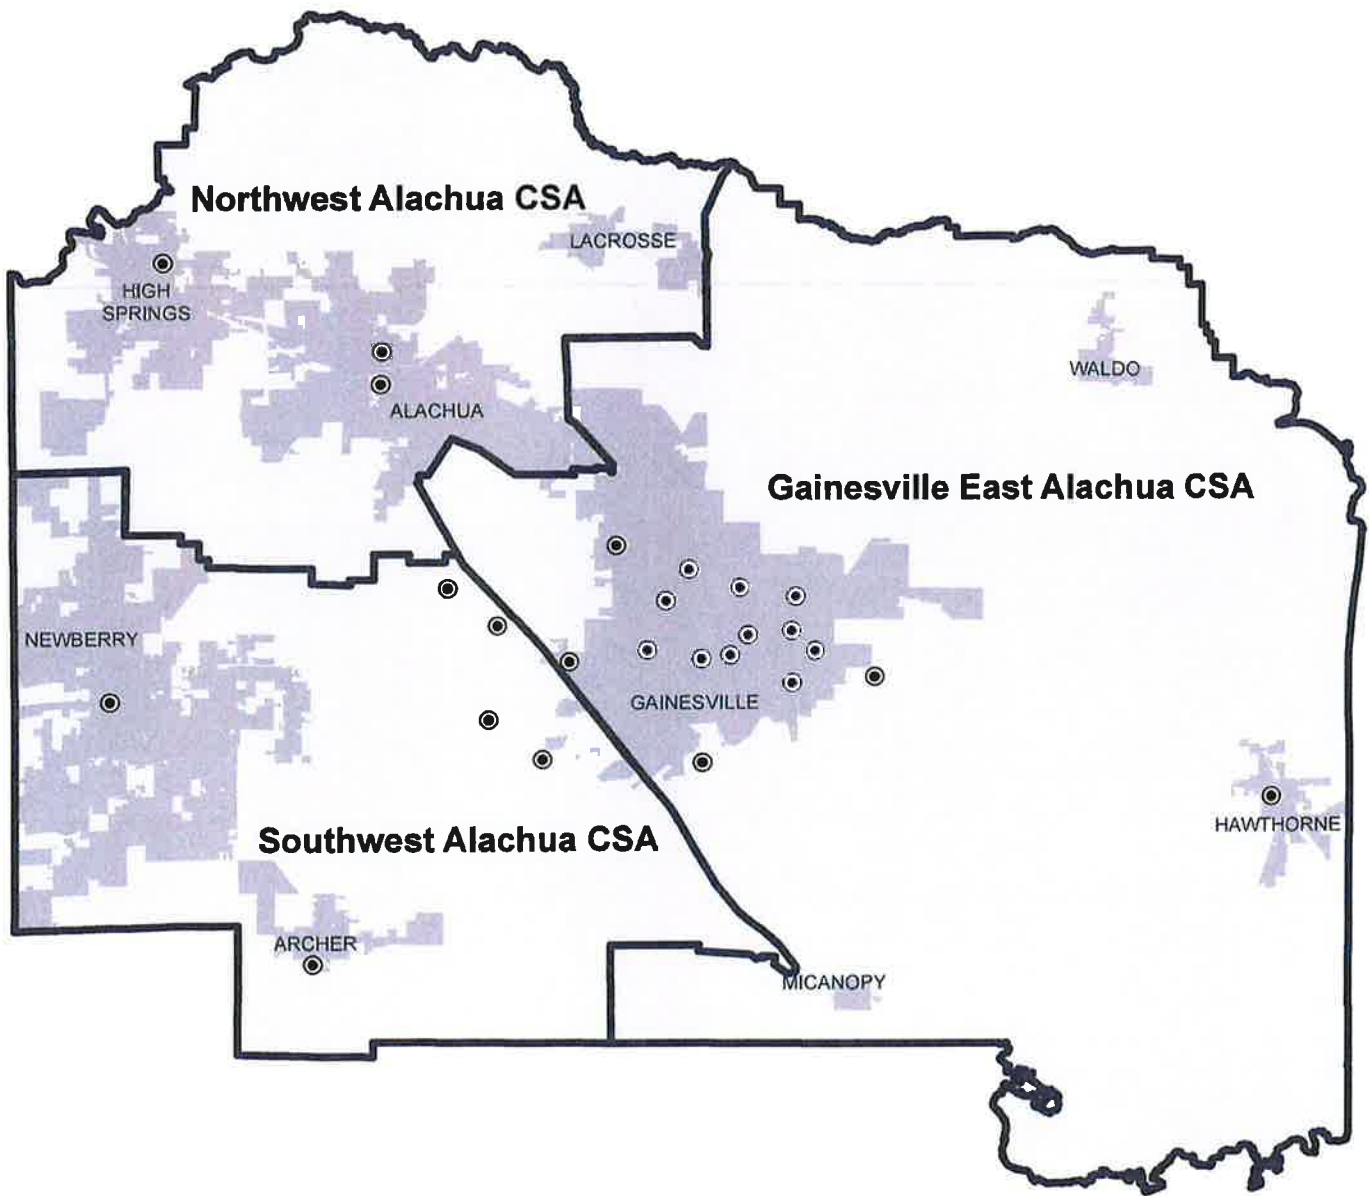 Northwest Alachua CSA
LACROSSE
HIGH
SPRINGS
WALDO
ALACHUA
Gainesville East Alachua CSA
NEWBERRY
GAINESVILLE
HAWTHORNE
Southwest Alachua CSA
ARCHER
MICANOPY